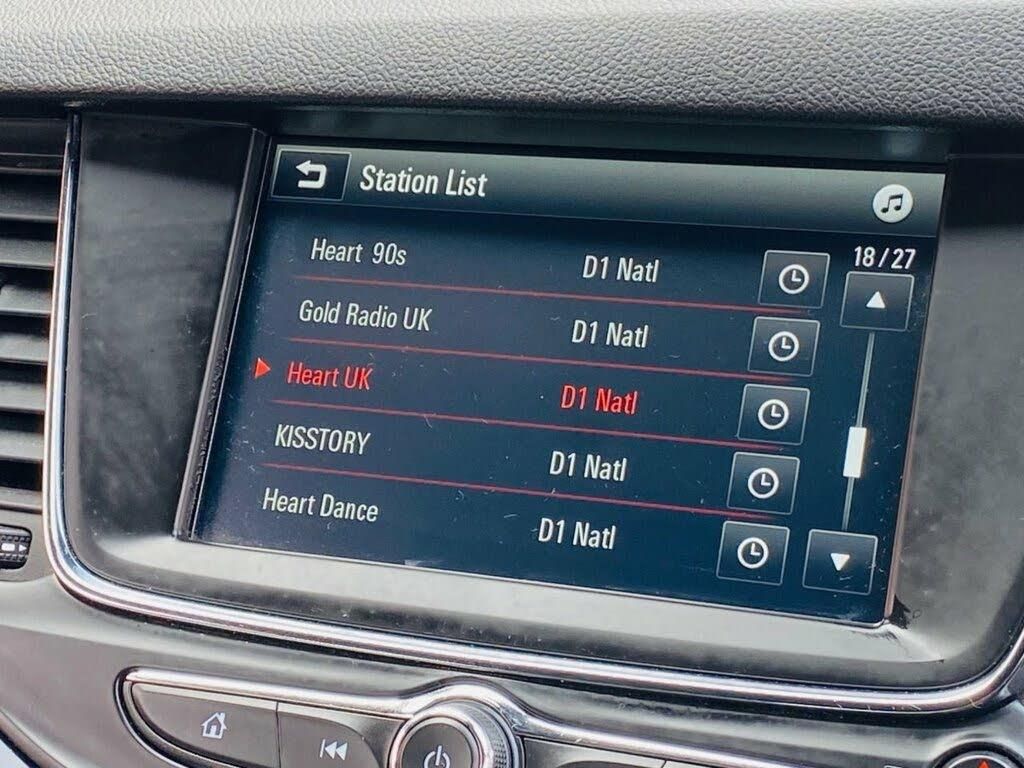 Station List
18/27
Heart 90s D1 Natl
Gold Radio UK D1 Natl
Heart UK D1 Natl
KISSTORY D1 Natl
Heart Dance D1 Natl